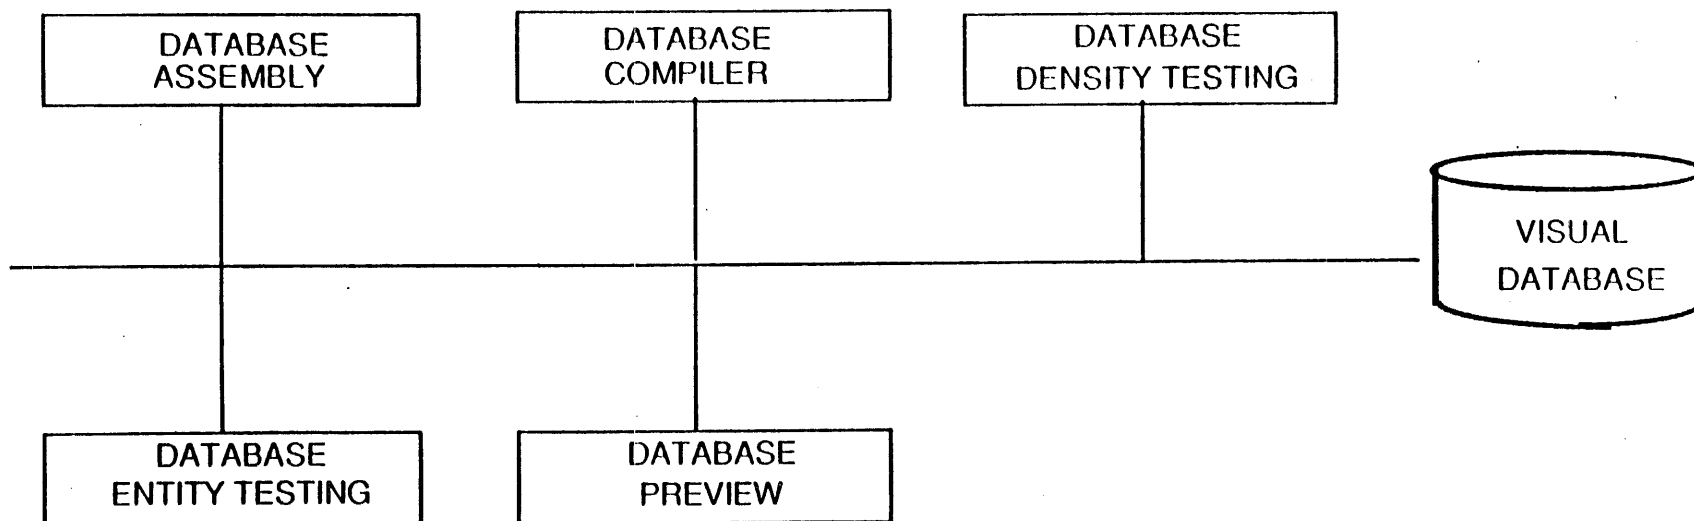 DATABASE
ASSEMBLY
DATABASE
COMPILER
DATABASE
DENSITY TESTING
VISUAL
DATABASE
DATABASE
ENTITY TESTING
DATABASE
PREVIEW